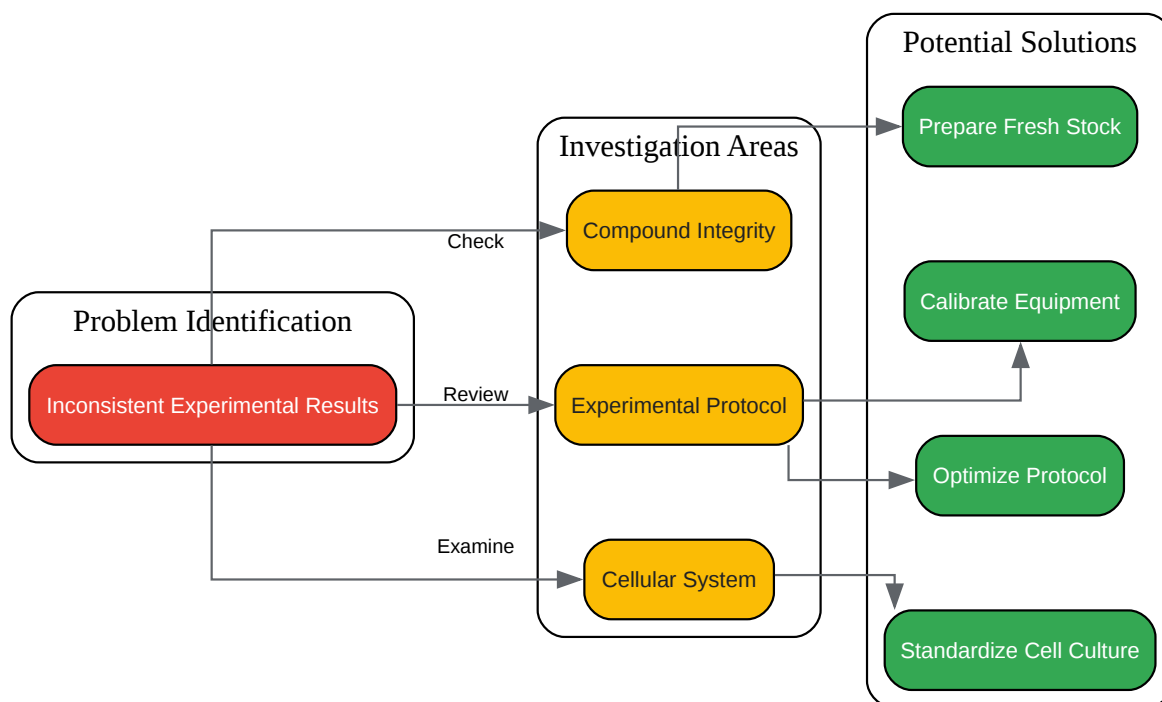 Potential Solutions
Prepare Fresh Stock
Investigation Areas
Compound Integrity
Check
Calibrate Equipment
Problem Identification
Inconsistent Experimental Results
Review
Experimental Protocol
Optimize Protocol
Examine
Cellular System
Standardize Cell Culture